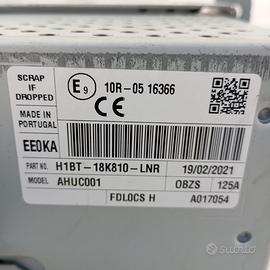 SCRAP
IF
DROPPED
E9
10R-05 16366
CE
MADE IN
PORTUGAL
EE0KA
PART NO. H1BT-18K810-LNR 19/02/2021
MODEL AHUC001 OBZS 125A
FDLOCS H A017054
subito